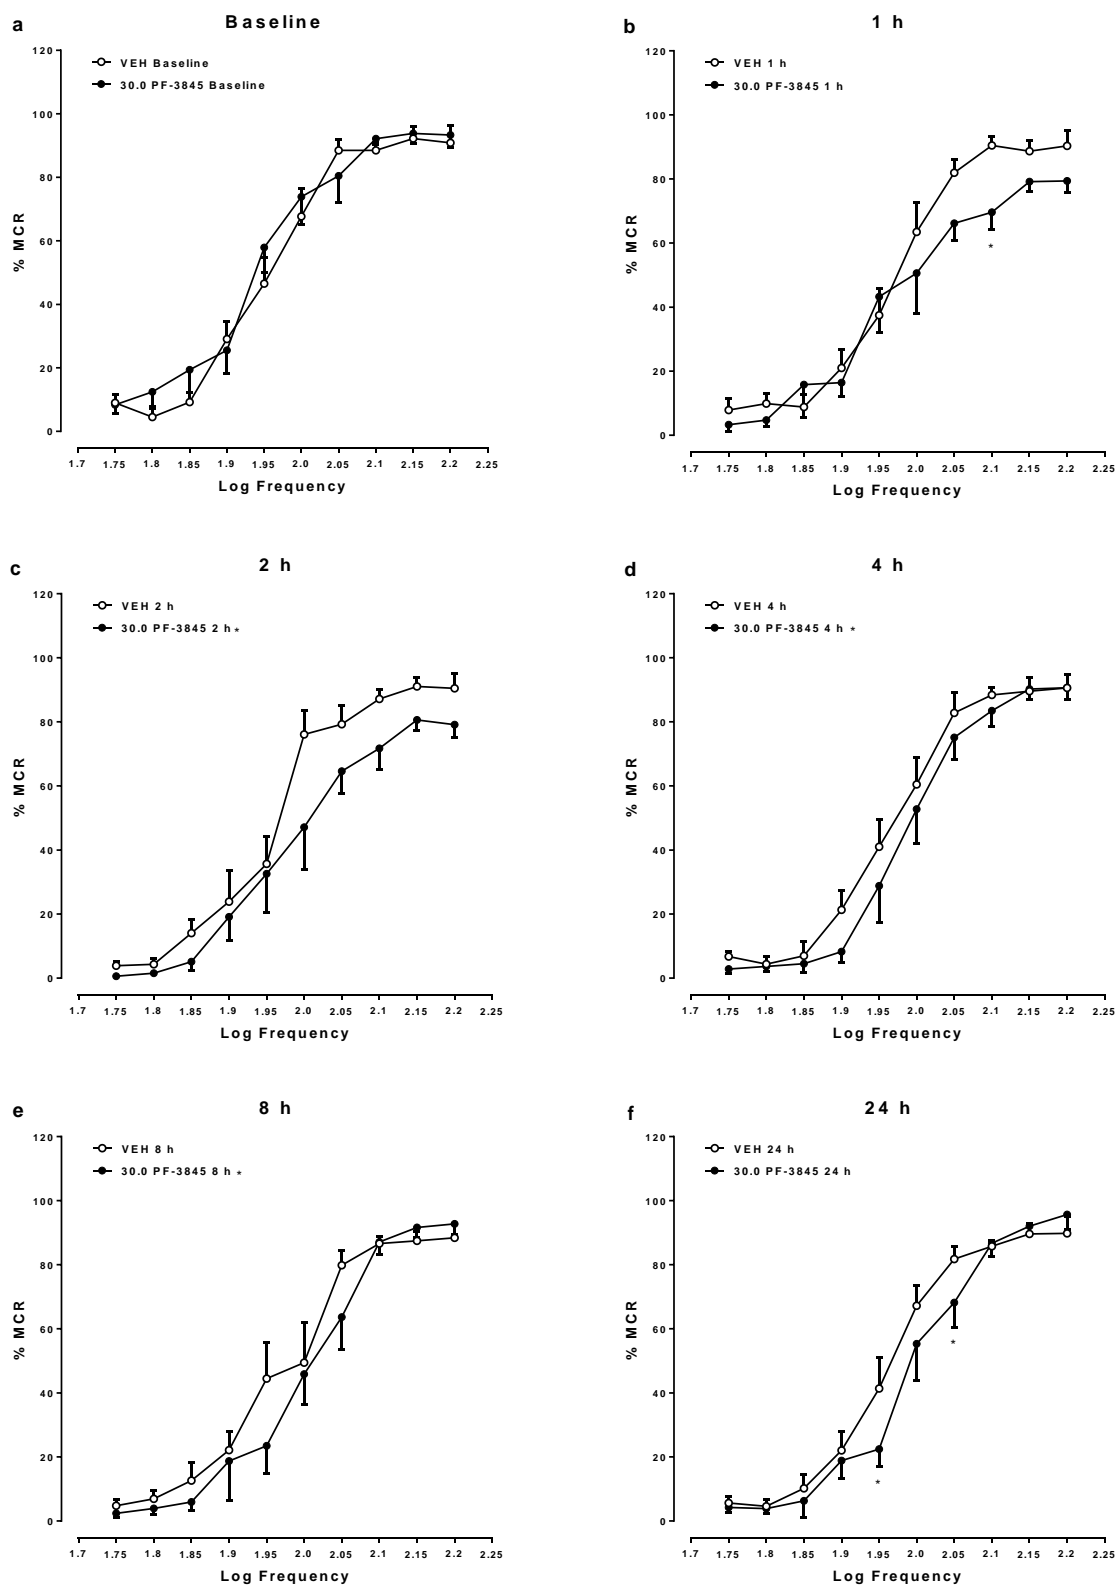 a
Baseline
VEH Baseline
30.0 PF-3845 Baseline
120
100
80
60
40
20
0
% MCR
1.7 1.75 1.8 1.85 1.9 1.95 2.0 2.05 2.1 2.15 2.2 2.25
Log Frequency
b
1 h
VEH 1 h
30.0 PF-3845 1 h
120
100
80
60
40
20
0
% MCR
*
1.7 1.75 1.8 1.85 1.9 1.95 2.0 2.05 2.1 2.15 2.2 2.25
Log Frequency
c
2 h
VEH 2 h
30.0 PF-3845 2 h *
120
100
80
60
40
20
0
% MCR
1.7 1.75 1.8 1.85 1.9 1.95 2.0 2.05 2.1 2.15 2.2 2.25
Log Frequency
d
4 h
VEH 4 h
30.0 PF-3845 4 h *
120
100
80
60
40
20
0
% MCR
1.7 1.75 1.8 1.85 1.9 1.95 2.0 2.05 2.1 2.15 2.2 2.25
Log Frequency
e
8 h
VEH 8 h
30.0 PF-3845 8 h *
120
100
80
60
40
20
0
% MCR
1.7 1.75 1.8 1.85 1.9 1.95 2.0 2.05 2.1 2.15 2.2 2.25
Log Frequency
f
24 h
VEH 24 h
30.0 PF-3845 24 h
120
100
80
60
40
20
0
% MCR
*
*
1.7 1.75 1.8 1.85 1.9 1.95 2.0 2.05 2.1 2.15 2.2 2.25
Log Frequency